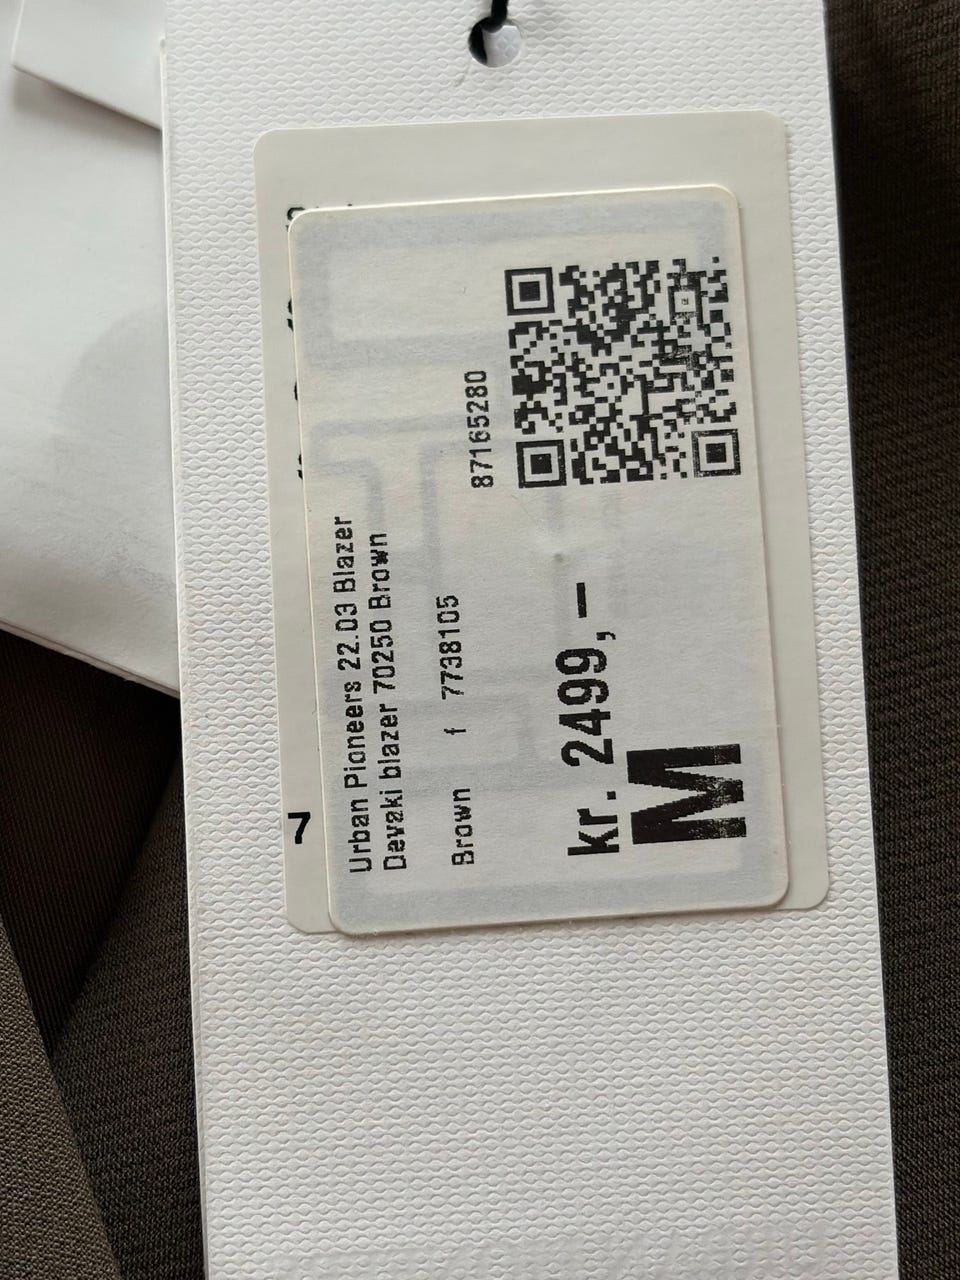 Urban Pioneers 22.03 Blazer
Devaki blazer 70250 Brown
Brown f 7738105
87165280
kr. 2499,–
M
7